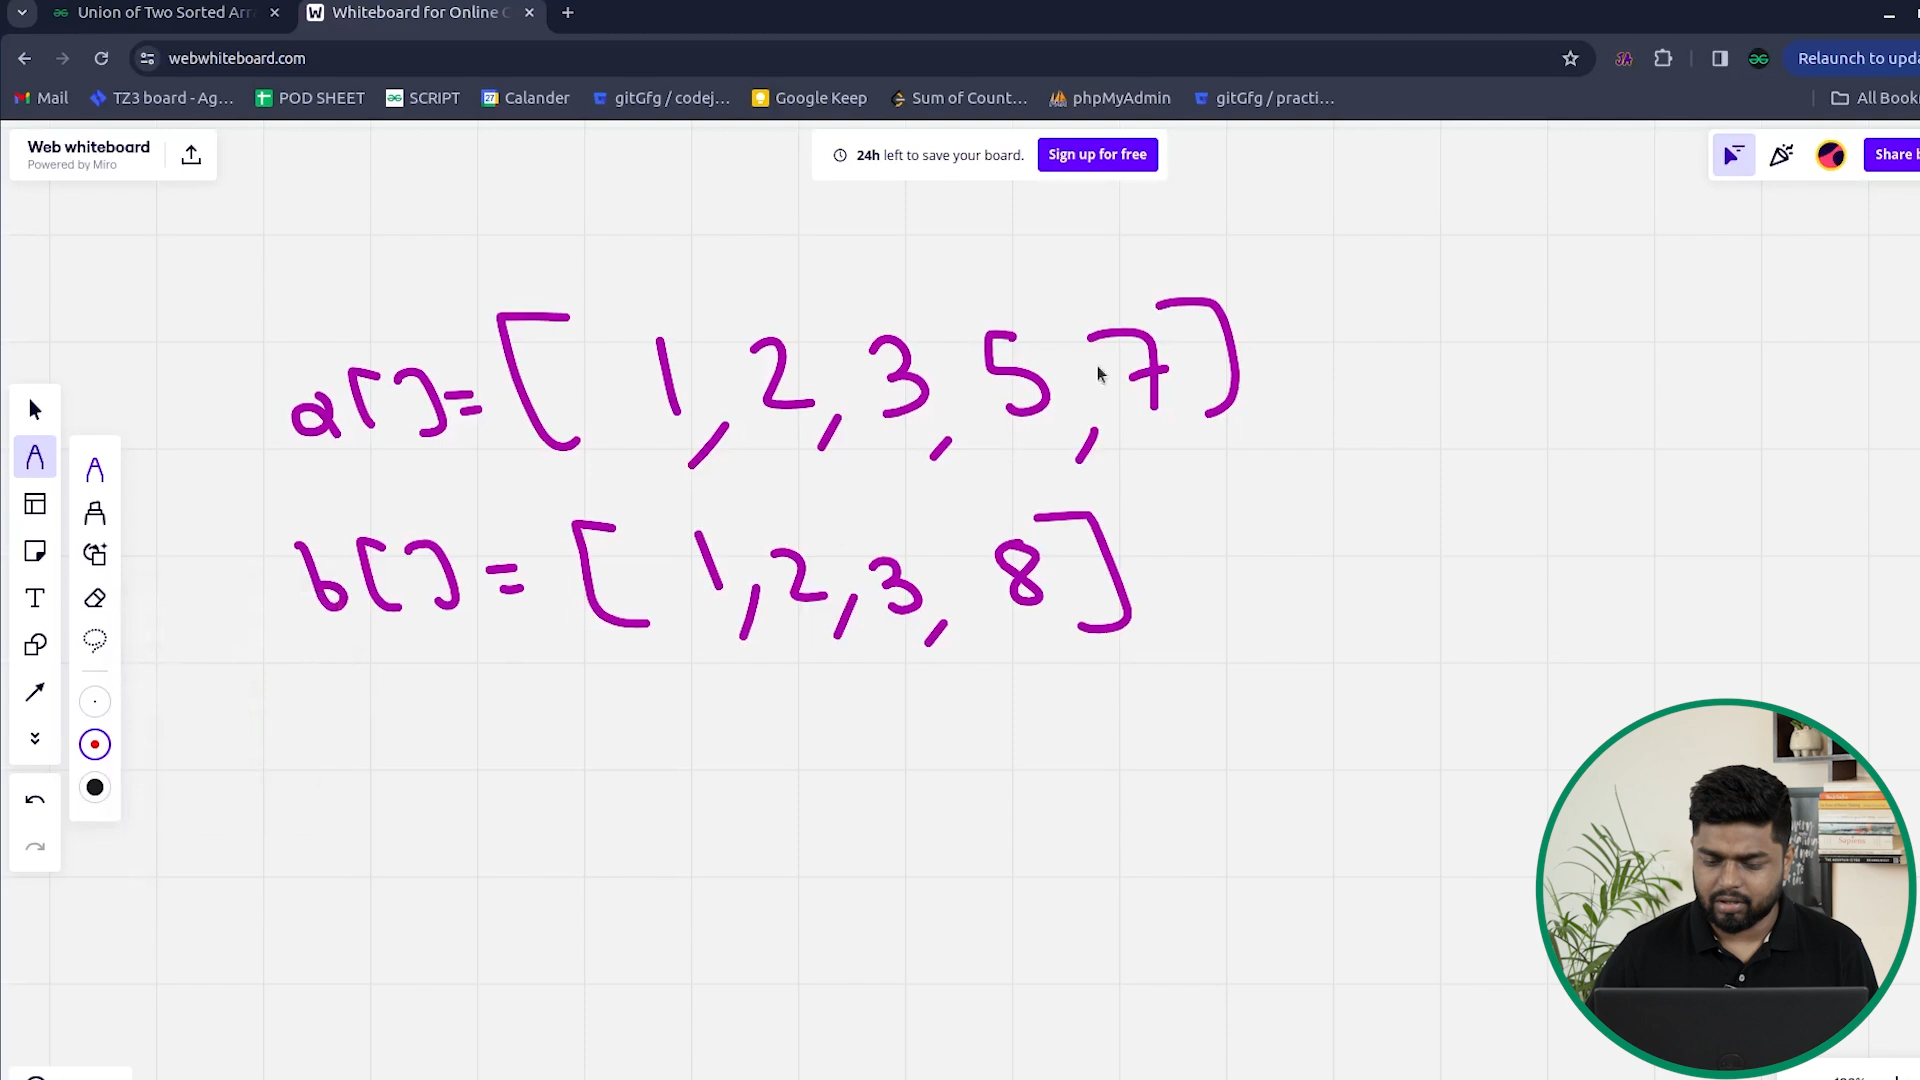 Union of Two Sorted Arr
Whiteboard for Online
webwhiteboard.com
Relaunch to upda
Mail
TZ3 board - Ag...
POD SHEET
SCRIPT
Calander
gitGfg / codej...
Google Keep
Sum of Count...
phpMyAdmin
gitGfg / practi...
All Book
Web whiteboard
Powered by Miro
24h left to save your board.
Sign up for free
Share
a[]=[ 1, 2, 3, 5, 7]
b[] = [ 1, 2, 3, 8]